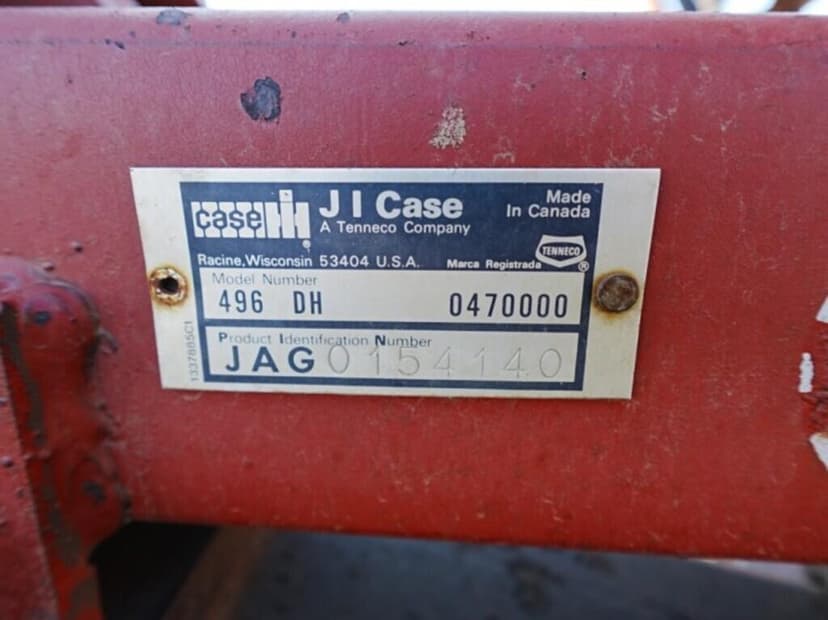 case IH
®
J I Case
A Tenneco Company
Made
In Canada
Racine, Wisconsin 53404 U.S.A.
Marca Registrada
TENNECO
®
Model Number
496 DH 0470000
Product Identification Number
JAG0154140
1337885C1